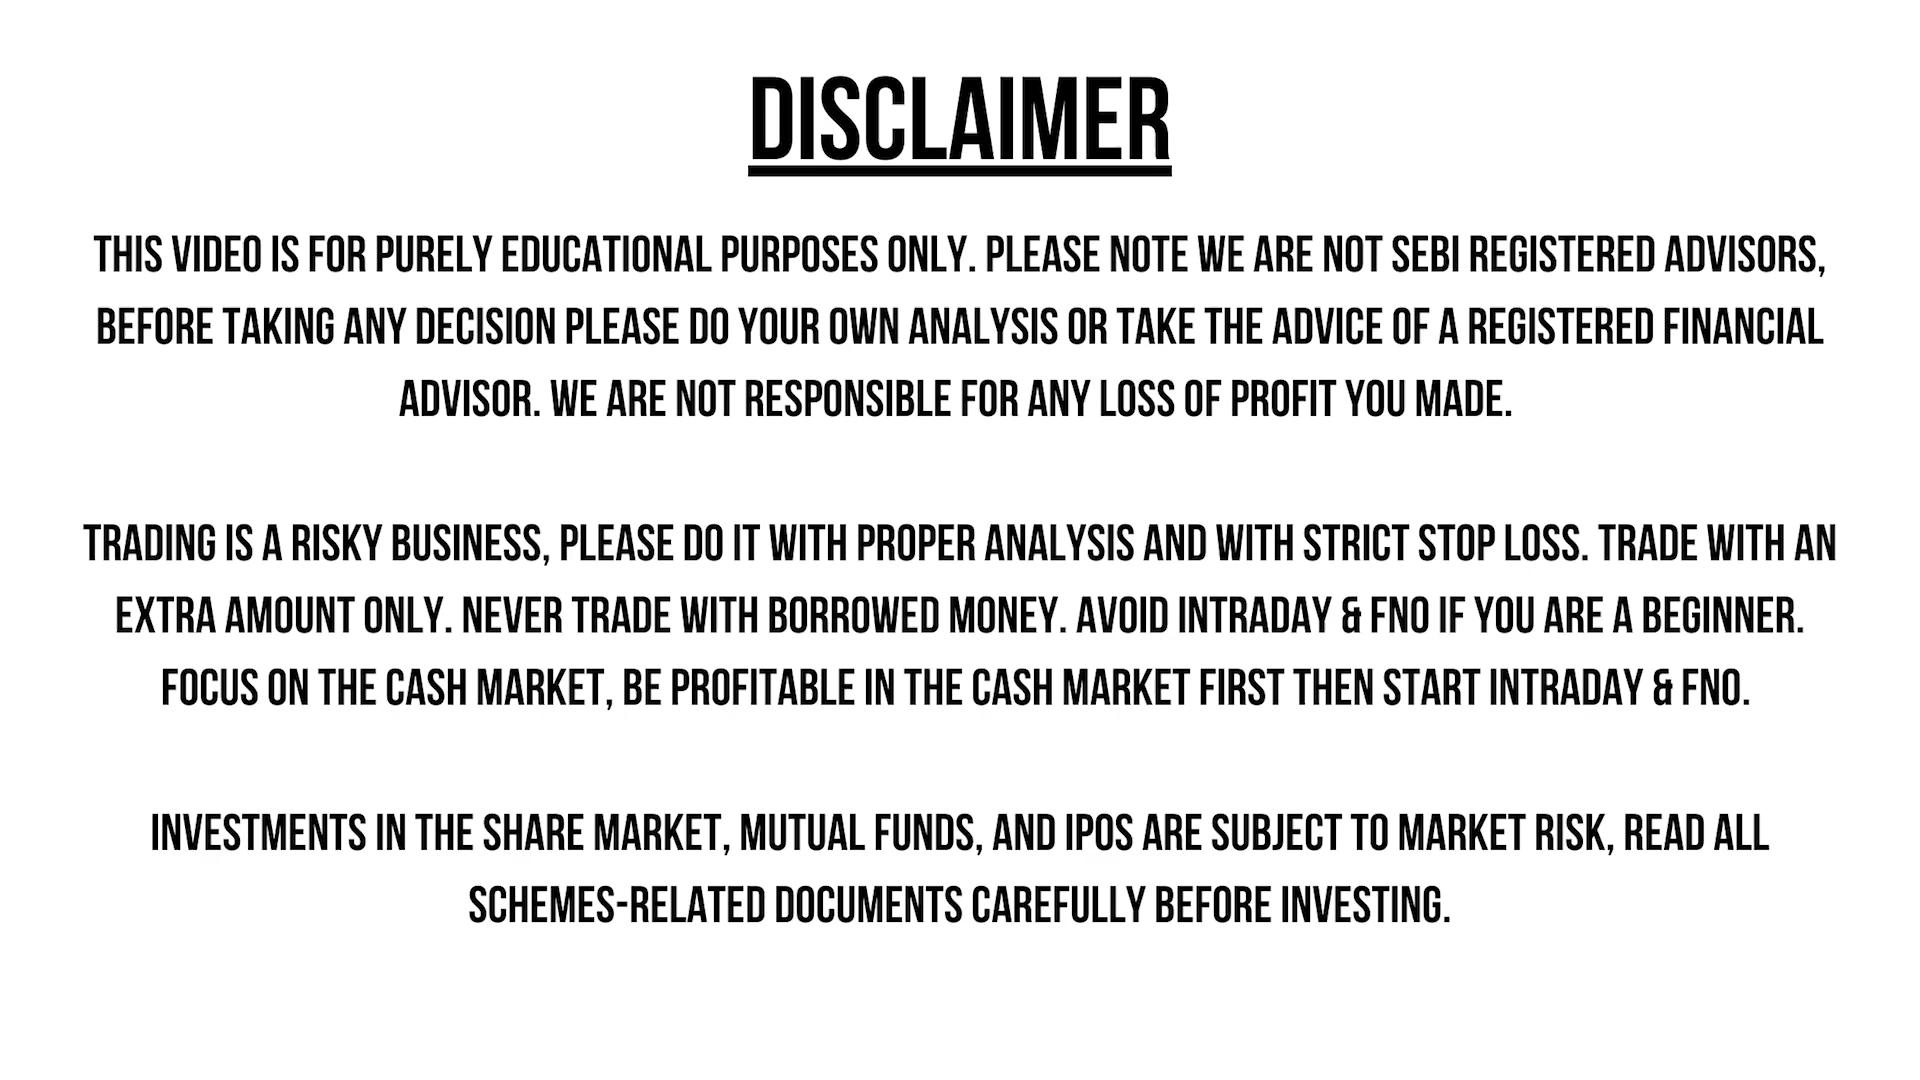 DISCLAIMER
THIS VIDEO IS FOR PURELY EDUCATIONAL PURPOSES ONLY. PLEASE NOTE WE ARE NOT SEBI REGISTERED ADVISORS,
BEFORE TAKING ANY DECISION PLEASE DO YOUR OWN ANALYSIS OR TAKE THE ADVICE OF A REGISTERED FINANCIAL
ADVISOR. WE ARE NOT RESPONSIBLE FOR ANY LOSS OF PROFIT YOU MADE.
TRADING IS A RISKY BUSINESS, PLEASE DO IT WITH PROPER ANALYSIS AND WITH STRICT STOP LOSS. TRADE WITH AN
EXTRA AMOUNT ONLY. NEVER TRADE WITH BORROWED MONEY. AVOID INTRADAY & FNO IF YOU ARE A BEGINNER.
FOCUS ON THE CASH MARKET, BE PROFITABLE IN THE CASH MARKET FIRST THEN START INTRADAY & FNO.
INVESTMENTS IN THE SHARE MARKET, MUTUAL FUNDS, AND IPOS ARE SUBJECT TO MARKET RISK, READ ALL
SCHEMES-RELATED DOCUMENTS CAREFULLY BEFORE INVESTING.